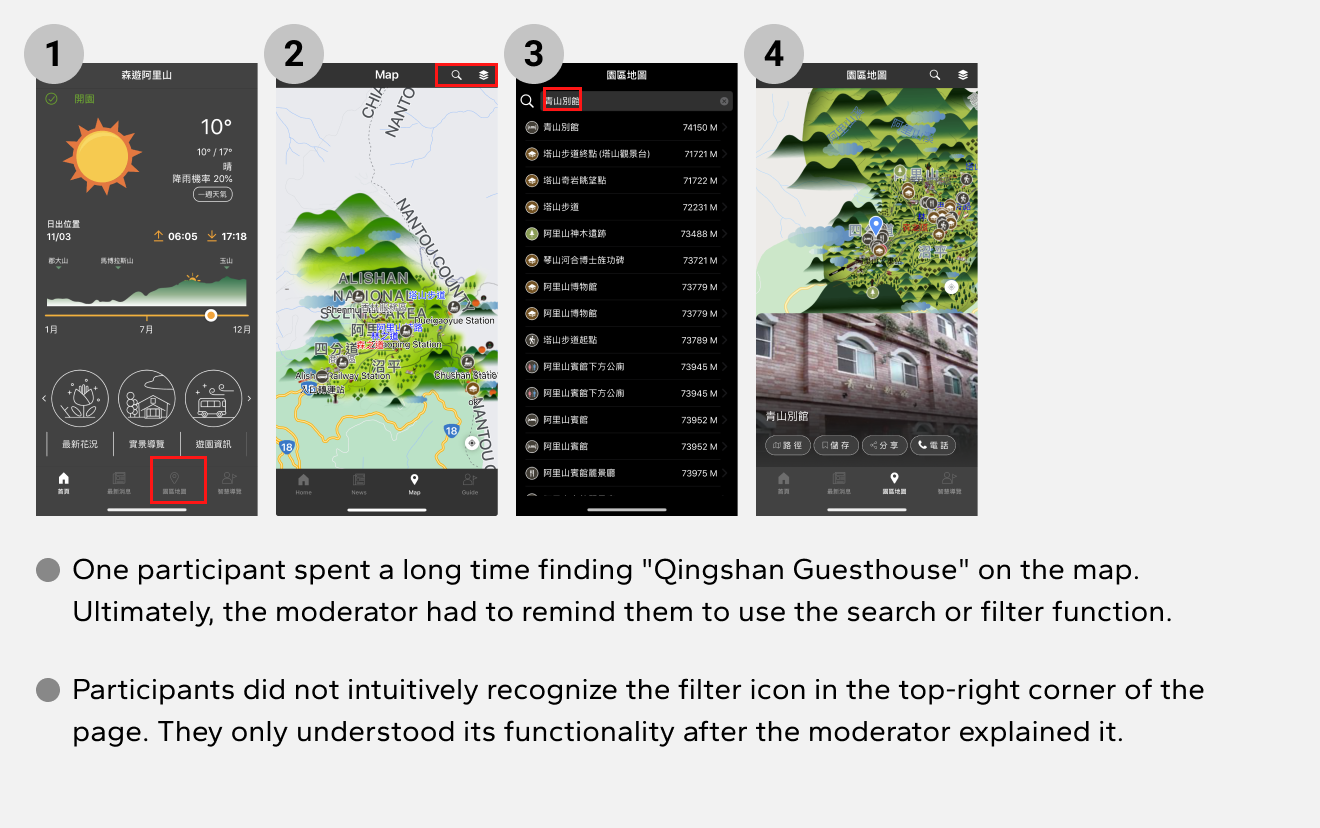 1
森遊阿里山
開園
10°
10° / 17°
晴
降雨機率 20%
一週天氣
日出位置
11/03
06:05
17:18
郡大山
馬博拉斯山
玉山
1月
7月
12月
最新花況
實景導覽
遊園資訊
首頁
最新消息
園區地圖
智慧導覽
2
Map
NANTOU
NANTOU COUNTY
ALISHAN
NATIONAL
SCENIC AREA
塔山步道
Dueigaoyue Station
四分道
沼平
Railway Station
Chushan Station
18
18
NANTOU C
Home
News
Map
Guide
3
園區地圖
青山別館
青山別館 74150 M
塔山步道終點 (塔山觀景台) 71721 M
塔山奇岩眺望點 71722 M
塔山步道 72231 M
阿里山神木遺跡 73488 M
琴山河合博士旌功碑 73721 M
阿里山博物館 73779 M
阿里山博物館 73779 M
塔山步道起點 73789 M
阿里山賓館下方公廁 73945 M
阿里山賓館下方公廁 73945 M
阿里山賓館 73952 M
阿里山賓館 73952 M
阿里山賓館麗景廳 73975 M
4
園區地圖
青山別館
路徑
儲存
分享
電話
首頁
最新消息
園區地圖
智慧導覽
One participant spent a long time finding "Qingshan Guesthouse" on the map.
Ultimately, the moderator had to remind them to use the search or filter function.
Participants did not intuitively recognize the filter icon in the top-right corner of the
page. They only understood its functionality after the moderator explained it.